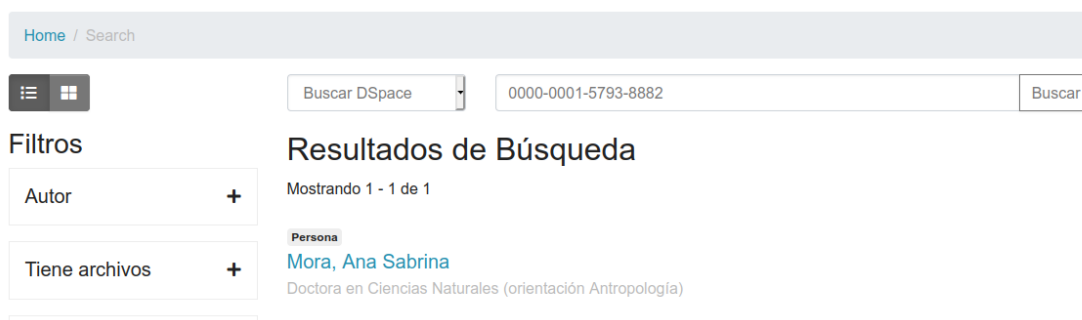 Home / Search
Buscar DSpace 0000-0001-5793-8882 Buscar
Filtros
Autor +
Tiene archivos +
Resultados de Búsqueda
Mostrando 1 - 1 de 1
Persona
Mora, Ana Sabrina
Doctora en Ciencias Naturales (orientación Antropología)